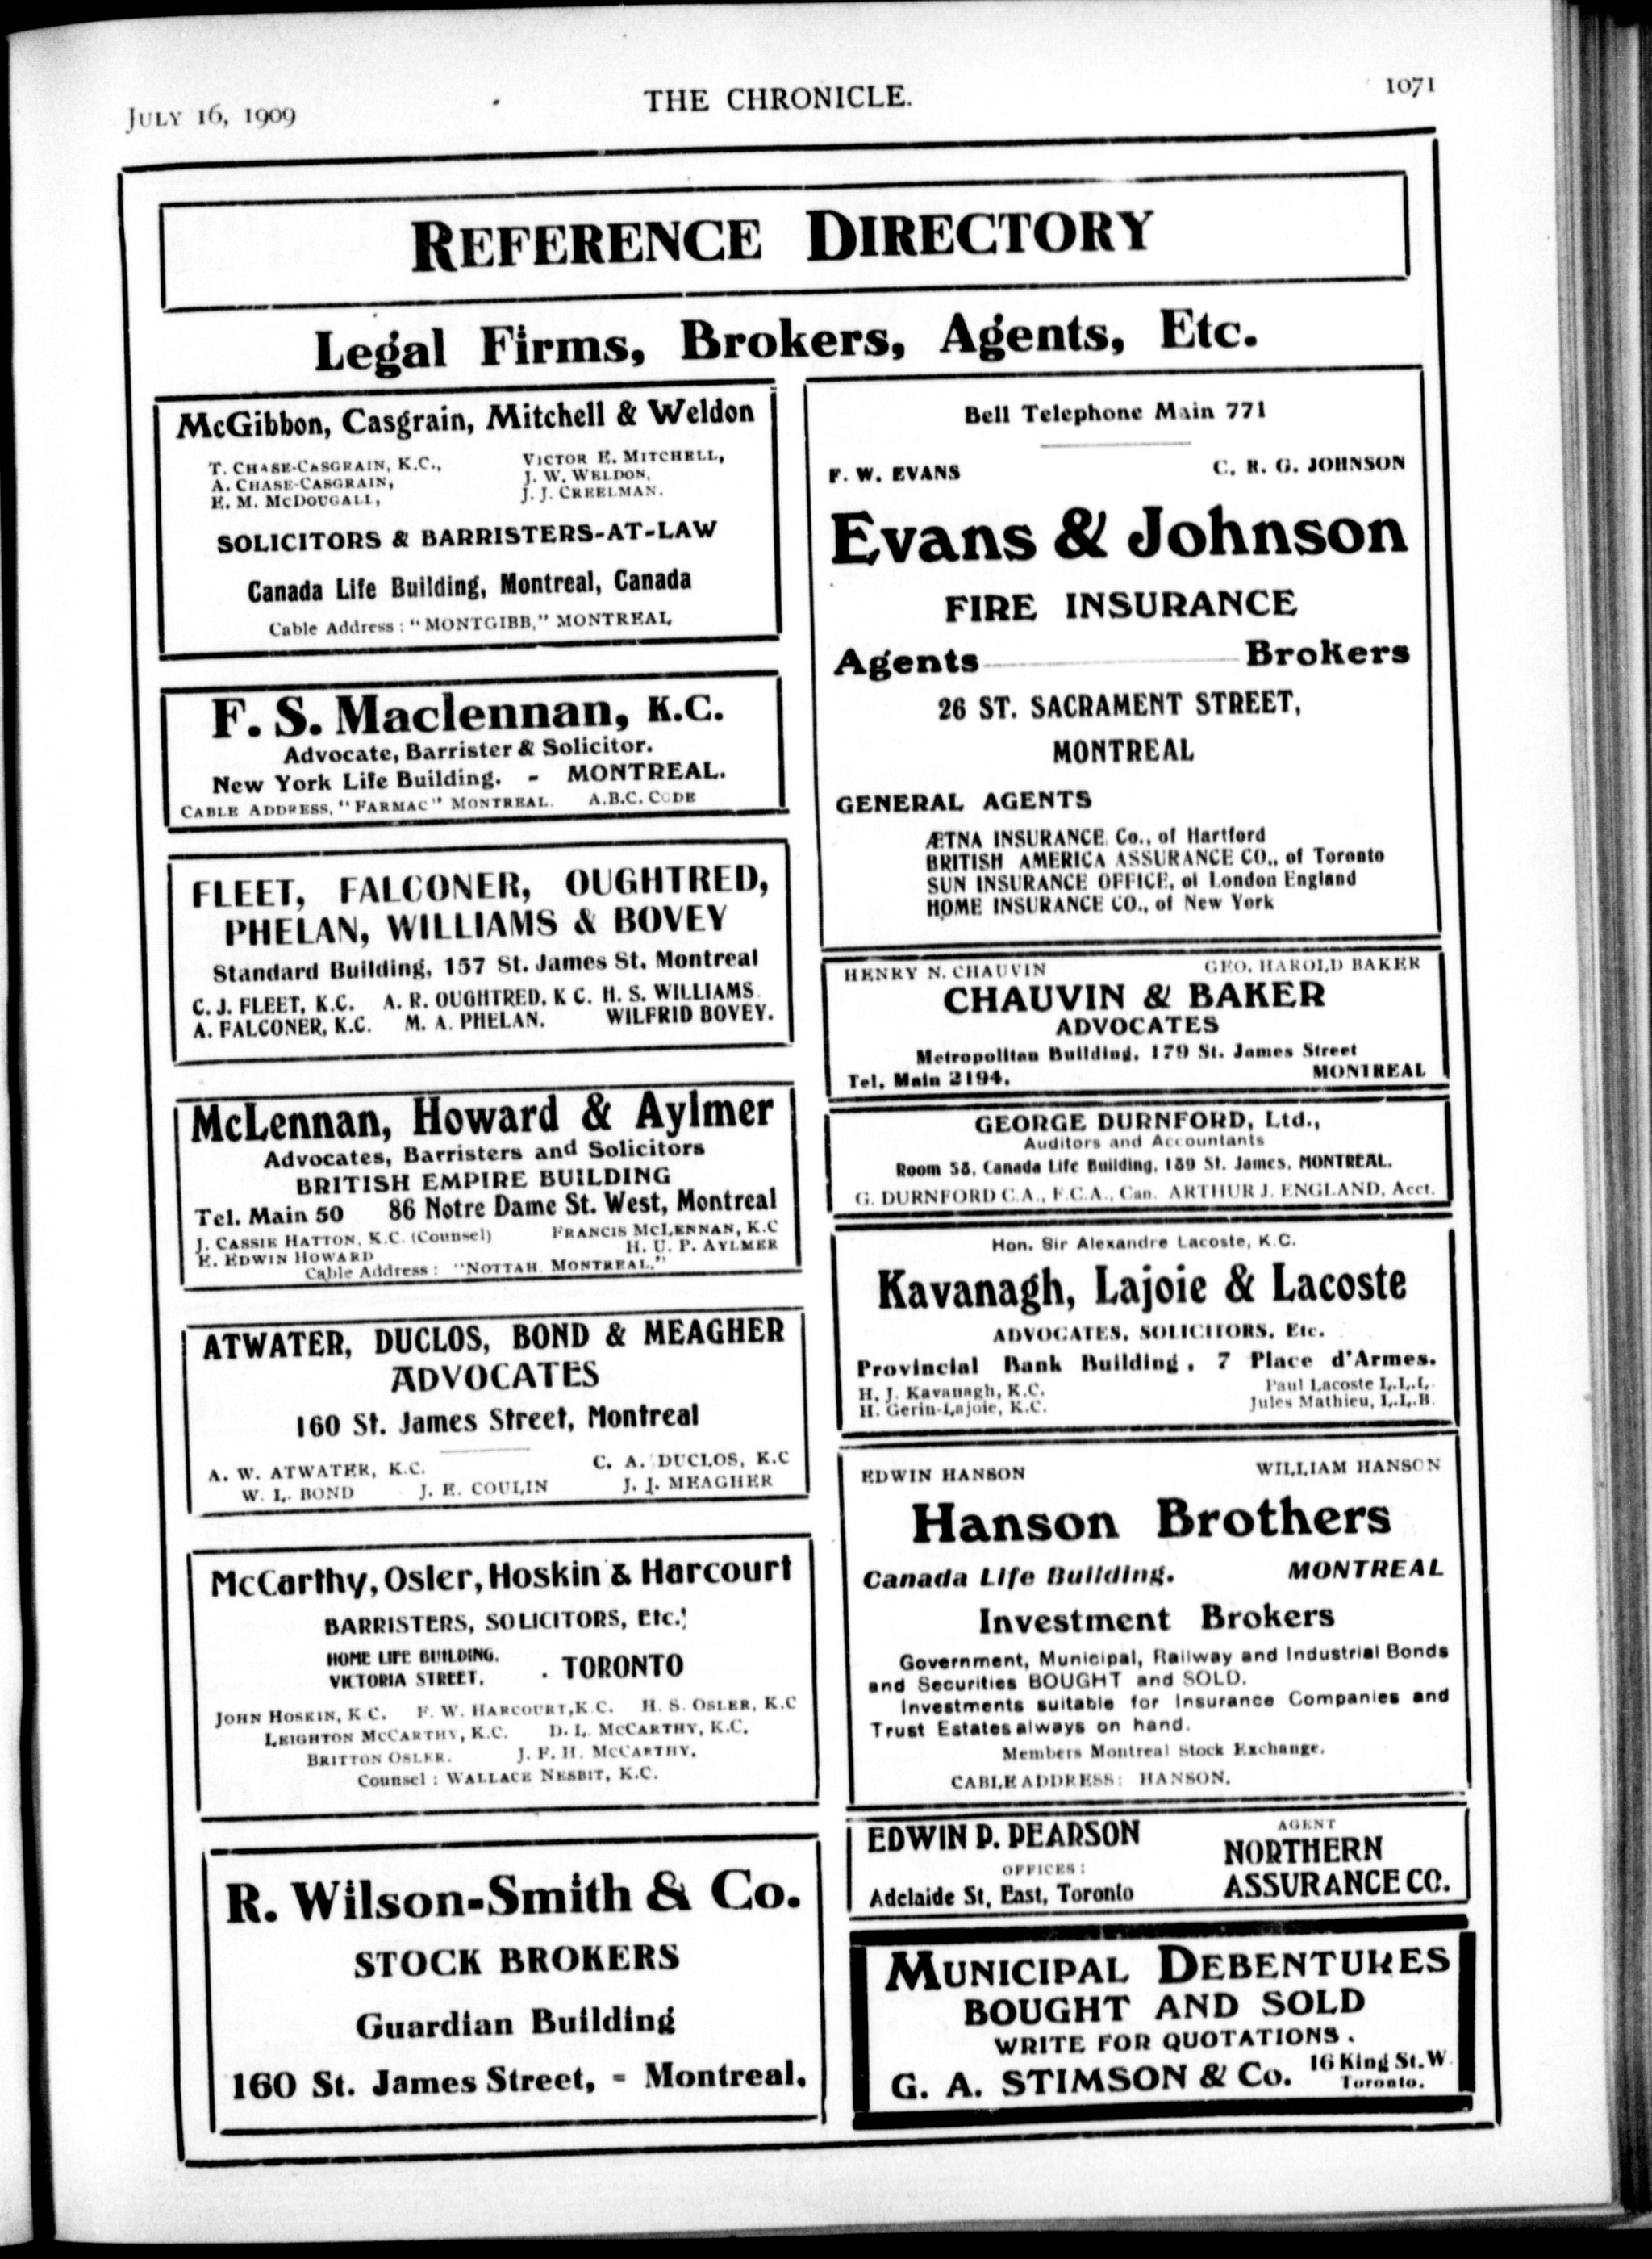 JULY 16, 1909
THE CHRONICLE.
1071
REFERENCE DIRECTORY
Legal Firms, Brokers, Agents, Etc.
McGibbon, Casgrain, Mitchell & Weldon
T. CHASE-CASGRAIN, K.C., VICTOR E. MITCHELL,
A. CHASE-CASGRAIN, J. W. WELDON,
E. M. MCDOUGALL, J. J. CREELMAN.
SOLICITORS & BARRISTERS-AT-LAW
Canada Life Building, Montreal, Canada
Cable Address: "MONTGIBB," MONTREAL
F. S. Maclennan, K.C.
Advocate, Barrister & Solicitor.
New York Life Building. - MONTREAL.
CABLE ADDRESS, "FARMAC" MONTREAL. A.B.C. CODE
FLEET, FALCONER, OUGHTRED,
PHELAN, WILLIAMS & BOVEY
Standard Building, 157 St. James St. Montreal
C. J. FLEET, K.C. A. R. OUGHTRED, K C. H. S. WILLIAMS.
A. FALCONER, K.C. M. A. PHELAN. WILFRID BOVEY.
McLennan, Howard & Aylmer
Advocates, Barristers and Solicitors
BRITISH EMPIRE BUILDING
Tel. Main 50 86 Notre Dame St. West, Montreal
J. CASSIE HATTON, K.C. (Counsel) FRANCIS MCLENNAN, K.C
E. EDWIN HOWARD H. U. P. AYLMER
Cable Address: "NOTTAH. MONTREAL,"
ATWATER, DUCLOS, BOND & MEAGHER
ADVOCATES
160 St. James Street, Montreal
A. W. ATWATER, K.C. C. A. DUCLOS, K.C
W. L. BOND J. E. COULIN J. J. MEAGHER
McCarthy, Osler, Hoskin & Harcourt
BARRISTERS, SOLICITORS, Etc.
HOME LIFE BUILDING.
VICTORIA STREET, . TORONTO
JOHN HOSKIN, K.C. F. W. HARCOURT, K.C. H. S. OSLER, K.C
LEIGHTON MCCARTHY, K.C. D. L. MCCARTHY, K.C.
BRITTON OSLER. J. F. H. MCCARTHY.
Counsel: WALLACE NESBIT, K.C.
R. Wilson-Smith & Co.
STOCK BROKERS
Guardian Building
160 St. James Street, - Montreal.
Bell Telephone Main 771
F. W. EVANS C. R. G. JOHNSON
Evans & Johnson
FIRE INSURANCE
Agents Brokers
26 ST. SACRAMENT STREET,
MONTREAL
GENERAL AGENTS
ÆTNA INSURANCE Co., of Hartford
BRITISH AMERICA ASSURANCE CO., of Toronto
SUN INSURANCE OFFICE, of London England
HOME INSURANCE CO., of New York
HENRY N. CHAUVIN GEO. HAROLD BAKER
CHAUVIN & BAKER
ADVOCATES
Metropolitan Building, 179 St. James Street
Tel. Main 2194. MONTREAL
GEORGE DURNFORD, Ltd.,
Auditors and Accountants
Room 58, Canada Life Building, 189 St. James, MONTREAL.
G. DURNFORD C.A., F.C.A., Can. ARTHUR J. ENGLAND, Acct.
Hon. Sir Alexandre Lacoste, K.C.
Kavanagh, Lajoie & Lacoste
ADVOCATES, SOLICITORS, Etc.
Provincial Bank Building, 7 Place d'Armes.
H. J. Kavanagh, K.C. Paul Lacoste L.L.L.
H. Gerin-Lajoie, K.C. Jules Mathieu, L.L.B.
EDWIN HANSON WILLIAM HANSON
Hanson Brothers
Canada Life Building. MONTREAL
Investment Brokers
Government, Municipal, Railway and Industrial Bonds
and Securities BOUGHT and SOLD.
Investments suitable for Insurance Companies and
Trust Estates always on hand.
Members Montreal Stock Exchange.
CABLE ADDRESS: HANSON.
EDWIN P. PEARSON
OFFICES:
Adelaide St, East, Toronto
AGENT
NORTHERN
ASSURANCE CO.
MUNICIPAL DEBENTURES
BOUGHT AND SOLD
WRITE FOR QUOTATIONS.
G. A. STIMSON & Co. 16 King St. W.
Toronto.